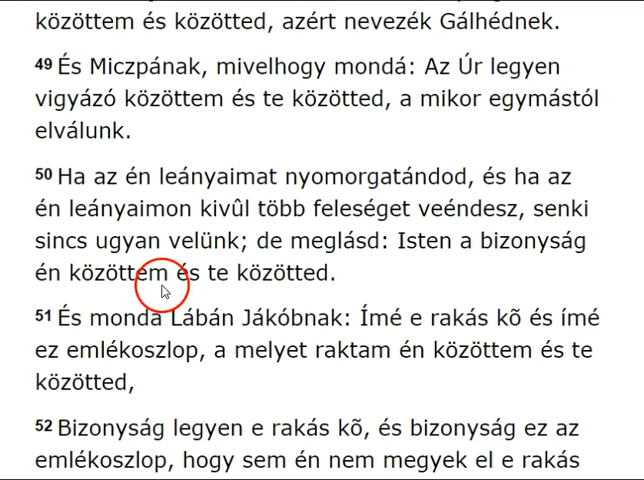 közöttem és közötted, azért nevezék Gálhédnek.
49 És Miczpának, mivelhogy mondá: Az Úr legyen
vigyázó közöttem és te közötted, a mikor egymástól
elválunk.
50 Ha az én leányaimat nyomorgatándod, és ha az
én leányaimon kivûl több feleséget veéndesz, senki
sincs ugyan velünk; de meglásd: Isten a bizonyság
én közöttem és te közötted.
51 És monda Lábán Jákóbnak: Ímé e rakás kõ és ímé
ez emlékoszlop, a melyet raktam én közöttem és te
közötted,
52 Bizonyság legyen e rakás kõ, és bizonyság ez az
emlékoszlop, hogy sem én nem megyek el e rakás